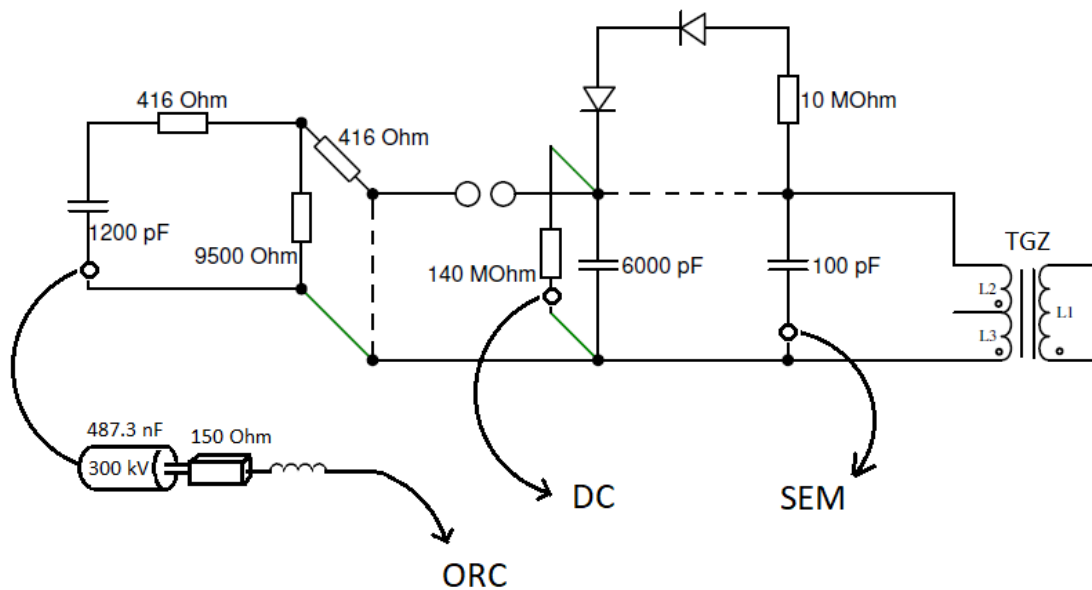 416 Ohm
416 Ohm
10 MOhm
1200 pF
9500 Ohm
140 MOhm
6000 pF
100 pF
TGZ
L2
L3
L1
487.3 nF
300 kV
150 Ohm
DC
SEM
ORC